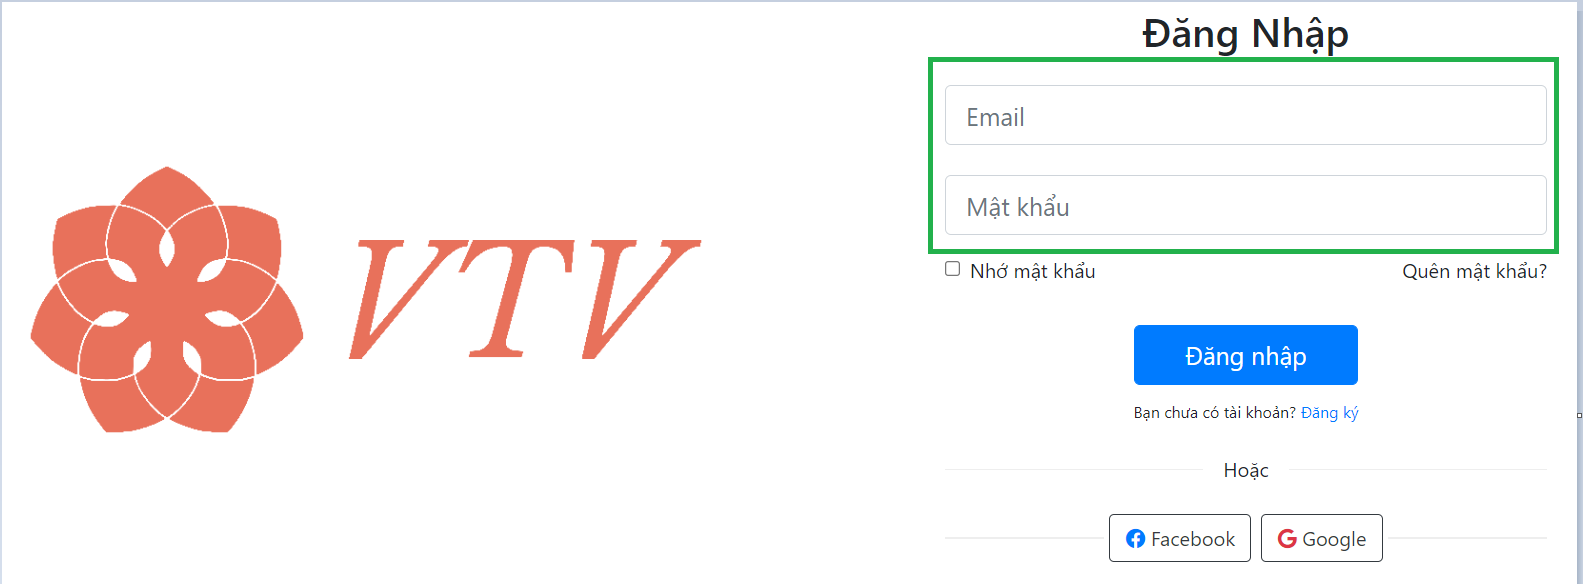 Đăng Nhập
Email
Mật khẩu
Nhớ mật khẩu
Quên mật khẩu?
VTV
Đăng nhập
Bạn chưa có tài khoản? Đăng ký
Hoặc
Facebook
Google